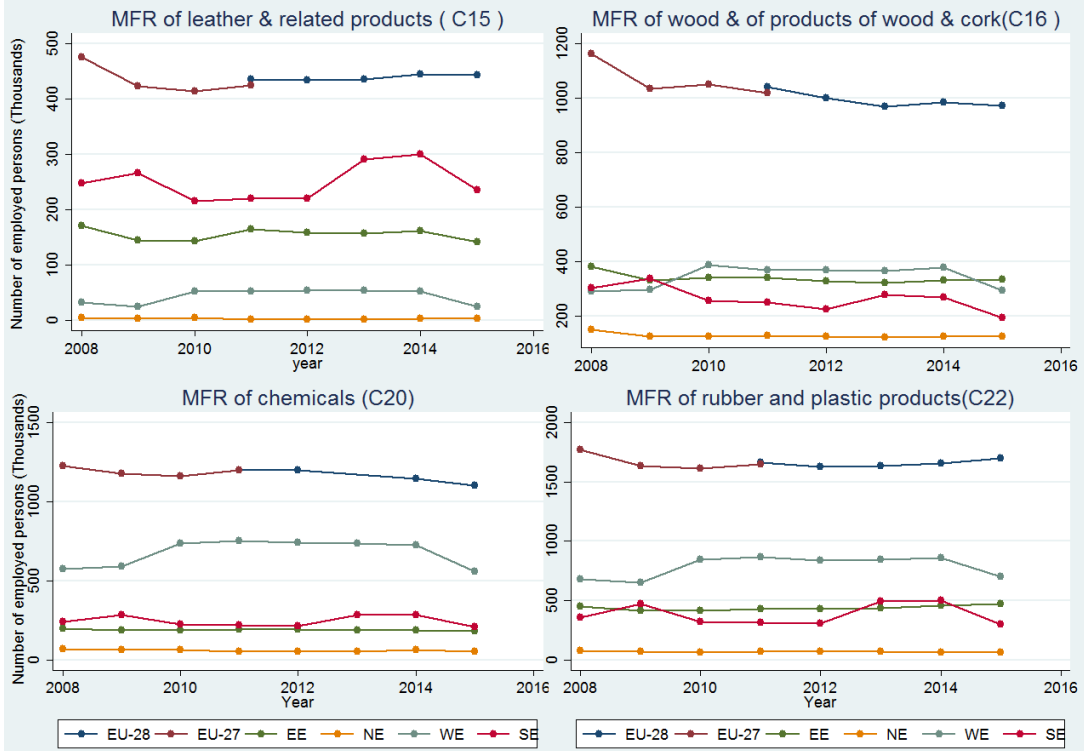 MFR of leather & related products ( C15 )
Number of employed persons (Thousands)
500
400
300
200
100
0
2008 2010 2012 2014 2016
year
MFR of wood & of products of wood & cork(C16 )
1200
1000
800
600
400
200
2008 2010 2012 2014 2016
MFR of chemicals (C20)
Number of employed persons (Thousands)
1500
1000
500
0
2008 2010 2012 2014 2016
Year
EU-28 EU-27 EE NE WE SE
MFR of rubber and plastic products(C22)
2000
1500
1000
500
0
2008 2010 2012 2014 2016
Year
EU-28 EU-27 EE NE WE SE